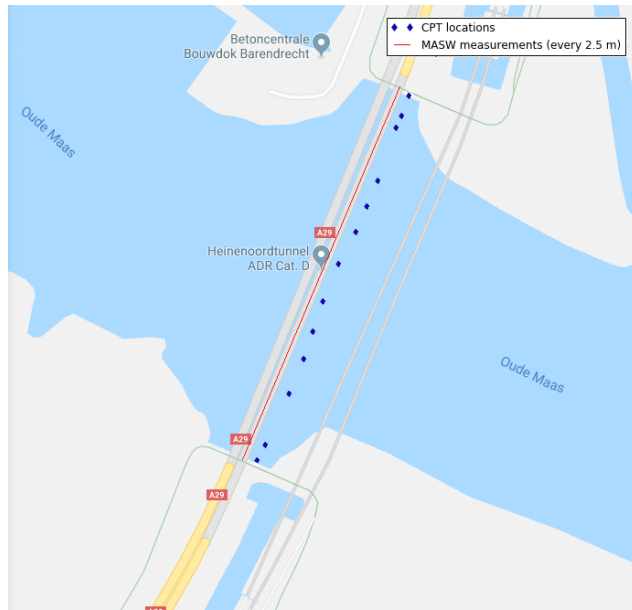 CPT locations
MASW measurements (every 2.5 m)
Betoncentrale
Bouwdok Barendrecht
Oude Maas
A29
Heinenoordtunnel
ADR Cat. D
Oude Maas
A29
A29